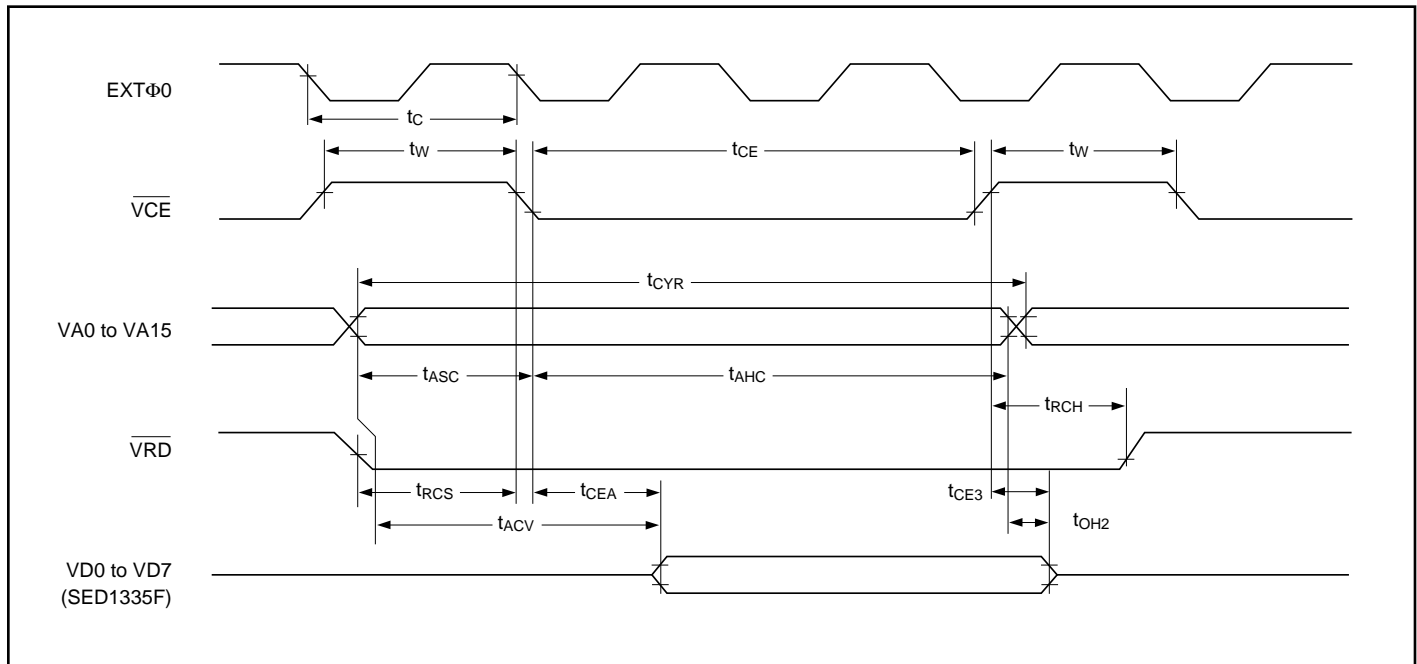 EXTΦ0
tC
tW
tCE
tW
VCE
tCYR
VA0 to VA15
tASC
tAHC
tRCH
VRD
tRCS
tCEA
tCE3
tACV
tOH2
VD0 to VD7
(SED1335F)